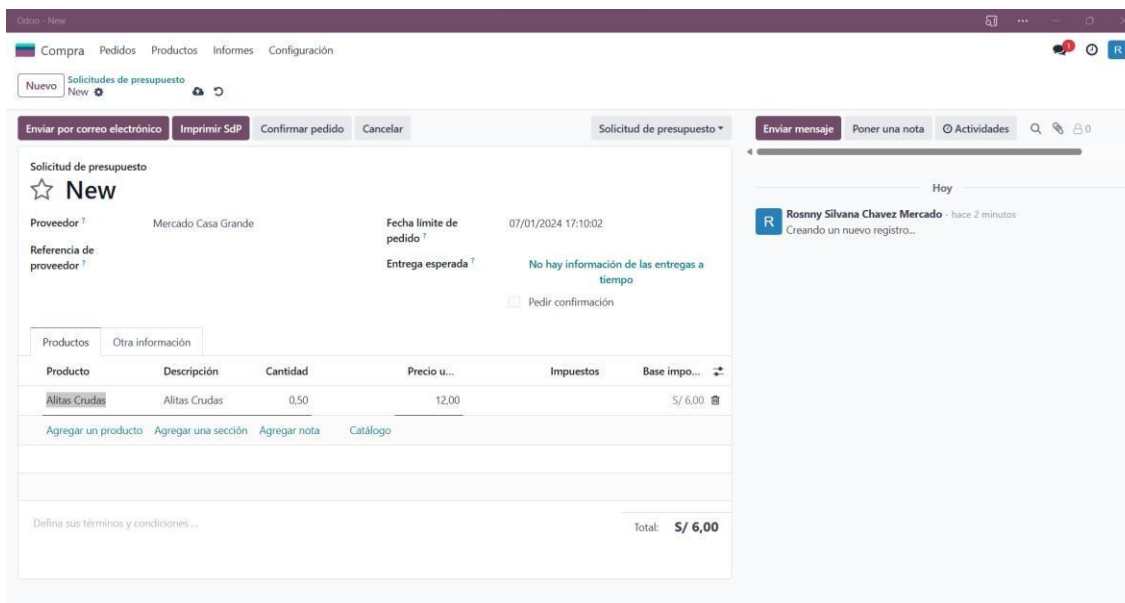 Odoo - New
Compra Pedidos Productos Informes Configuración
1
R
Nuevo
Solicitudes de presupuesto
New
Enviar por correo electrónico Imprimir SdP Confirmar pedido Cancelar Solicitud de presupuesto
Enviar mensaje Poner una nota Actividades 0
Solicitud de presupuesto
New
Proveedor ? Mercado Casa Grande
Referencia de
proveedor ?
Fecha límite de
pedido ?
07/01/2024 17:10:02
Entrega esperada ?
No hay información de las entregas a
tiempo
Pedir confirmación
Hoy
R
Rosnny Silvana Chavez Mercado - hace 2 minutos
Creando un nuevo registro...
Productos Otra información
Producto Descripción Cantidad Precio u... Impuestos Base impo...
Alitas Crudas Alitas Crudas 0,50 12,00 S/ 6,00
Agregar un producto Agregar una sección Agregar nota Catálogo
Defina sus términos y condiciones ...
Total: S/ 6,00